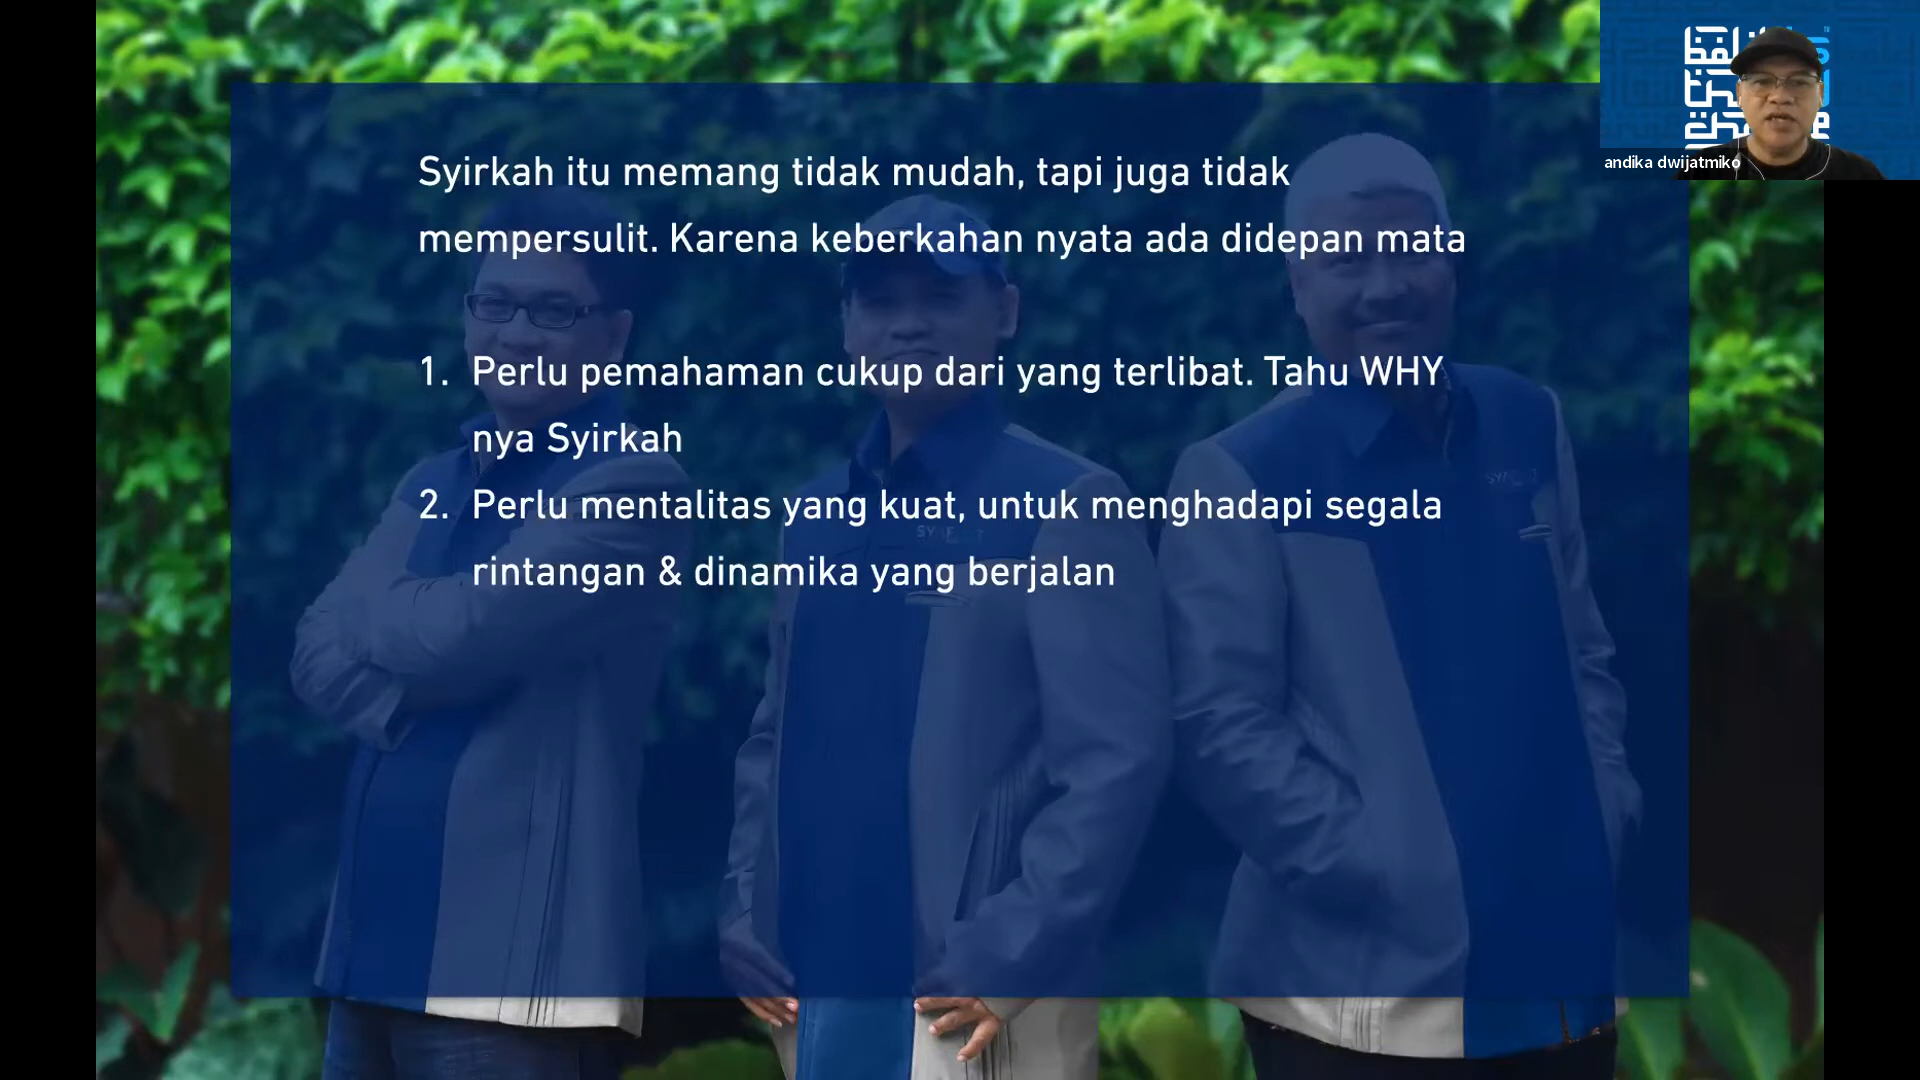 Syirkah itu memang tidak mudah, tapi juga tidak
mempersulit. Karena keberkahan nyata ada didepan mata
1. Perlu pemahaman cukup dari yang terlibat. Tahu WHY
nya Syirkah
2. Perlu mentalitas yang kuat, untuk menghadapi segala
rintangan & dinamika yang berjalan
andika dwijatmiko